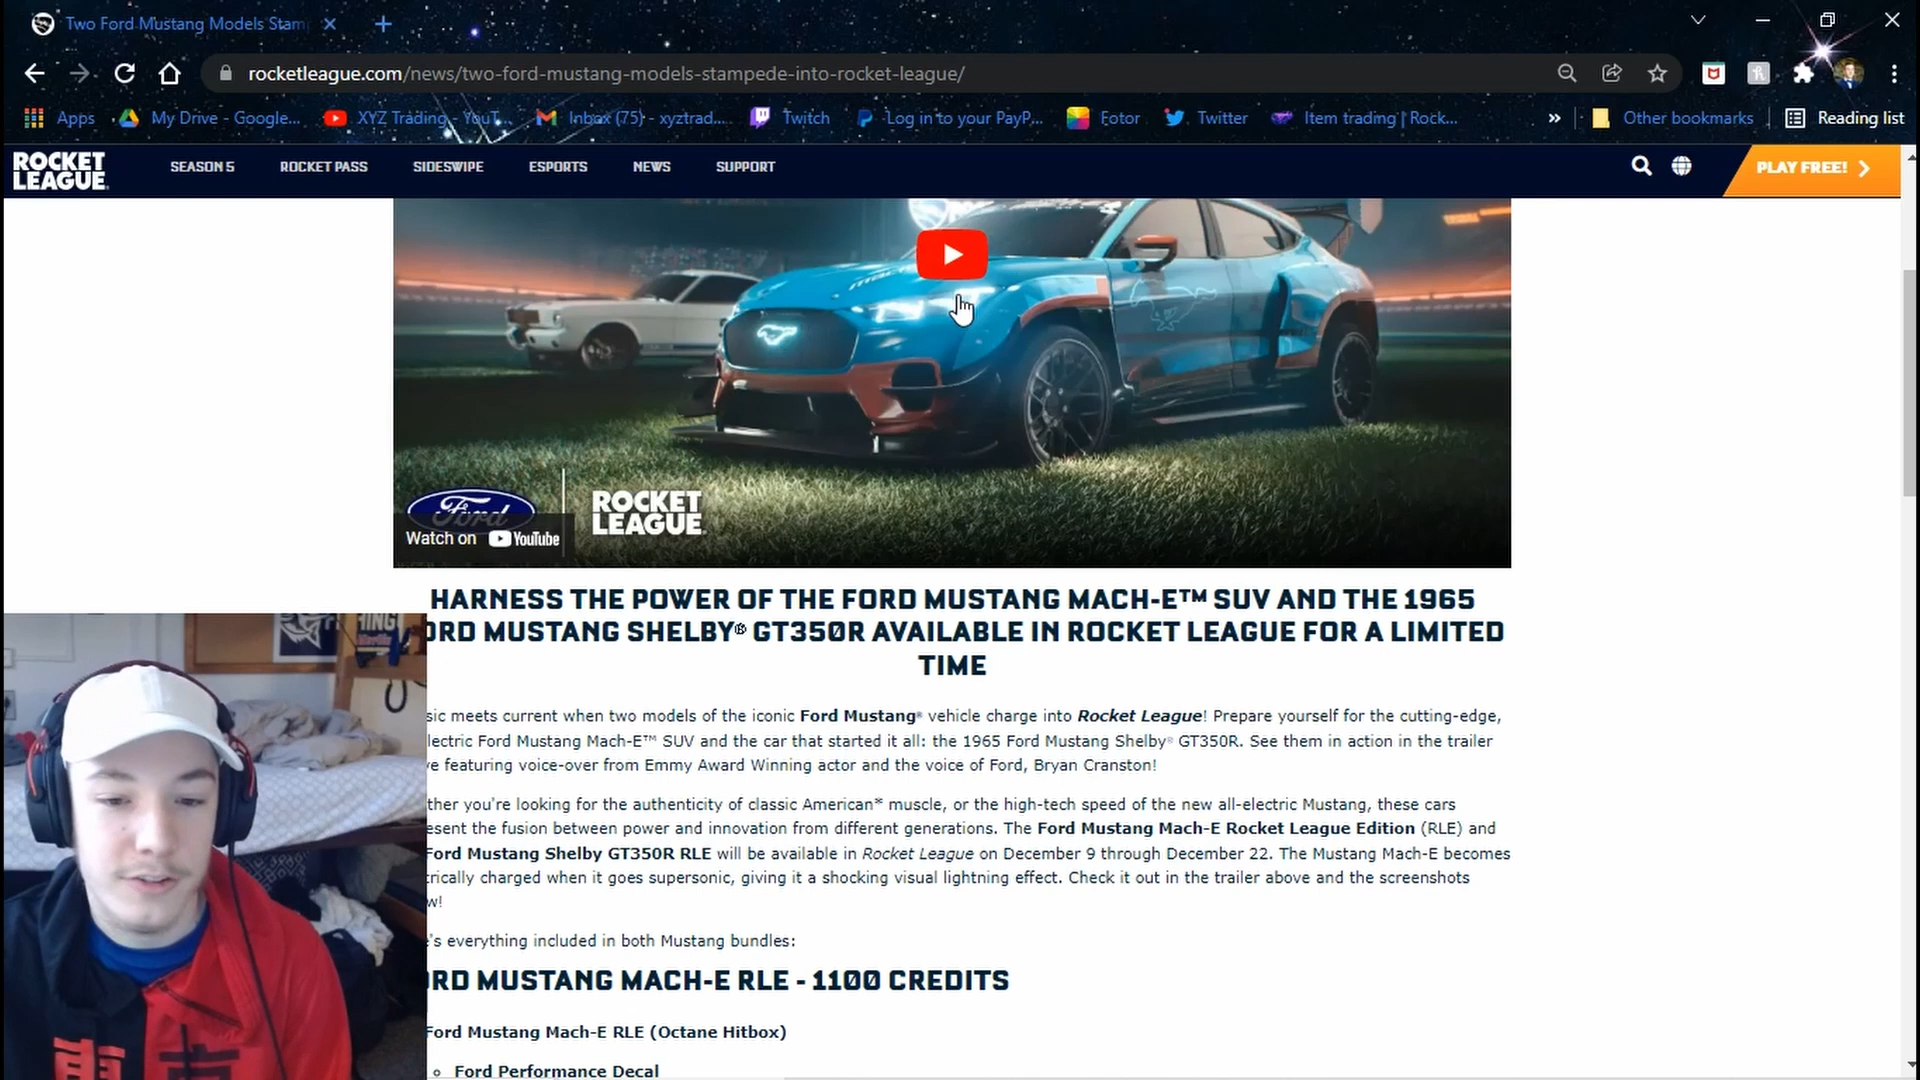 Two Ford Mustang Models Stam
rocketleague.com/news/two-ford-mustang-models-stampede-into-rocket-league/
Apps
My Drive - Google...
XYZ Trading - YouT...
Inbox (75) - xyztrad...
Twitch
Log in to your PayP...
Fotor
Twitter
Item trading | Rock...
Other bookmarks
Reading list
ROCKET LEAGUE
SEASON 5
ROCKET PASS
SIDESWIPE
ESPORTS
NEWS
SUPPORT
PLAY FREE!
Ford
ROCKET LEAGUE
Watch on YouTube
HARNESS THE POWER OF THE FORD MUSTANG MACH-E™ SUV AND THE 1965
ORD MUSTANG SHELBY® GT350R AVAILABLE IN ROCKET LEAGUE FOR A LIMITED
TIME
sic meets current when two models of the iconic Ford Mustang® vehicle charge into Rocket League! Prepare yourself for the cutting-edge,
lectric Ford Mustang Mach-E™ SUV and the car that started it all: the 1965 Ford Mustang Shelby® GT350R. See them in action in the trailer
ve featuring voice-over from Emmy Award Winning actor and the voice of Ford, Bryan Cranston!
ther you're looking for the authenticity of classic American* muscle, or the high-tech speed of the new all-electric Mustang, these cars
esent the fusion between power and innovation from different generations. The Ford Mustang Mach-E Rocket League Edition (RLE) and
Ford Mustang Shelby GT350R RLE will be available in Rocket League on December 9 through December 22. The Mustang Mach-E becomes
rically charged when it goes supersonic, giving it a shocking visual lightning effect. Check it out in the trailer above and the screenshots
w!
e's everything included in both Mustang bundles:
ORD MUSTANG MACH-E RLE - 1100 CREDITS
Ford Mustang Mach-E RLE (Octane Hitbox)
Ford Performance Decal